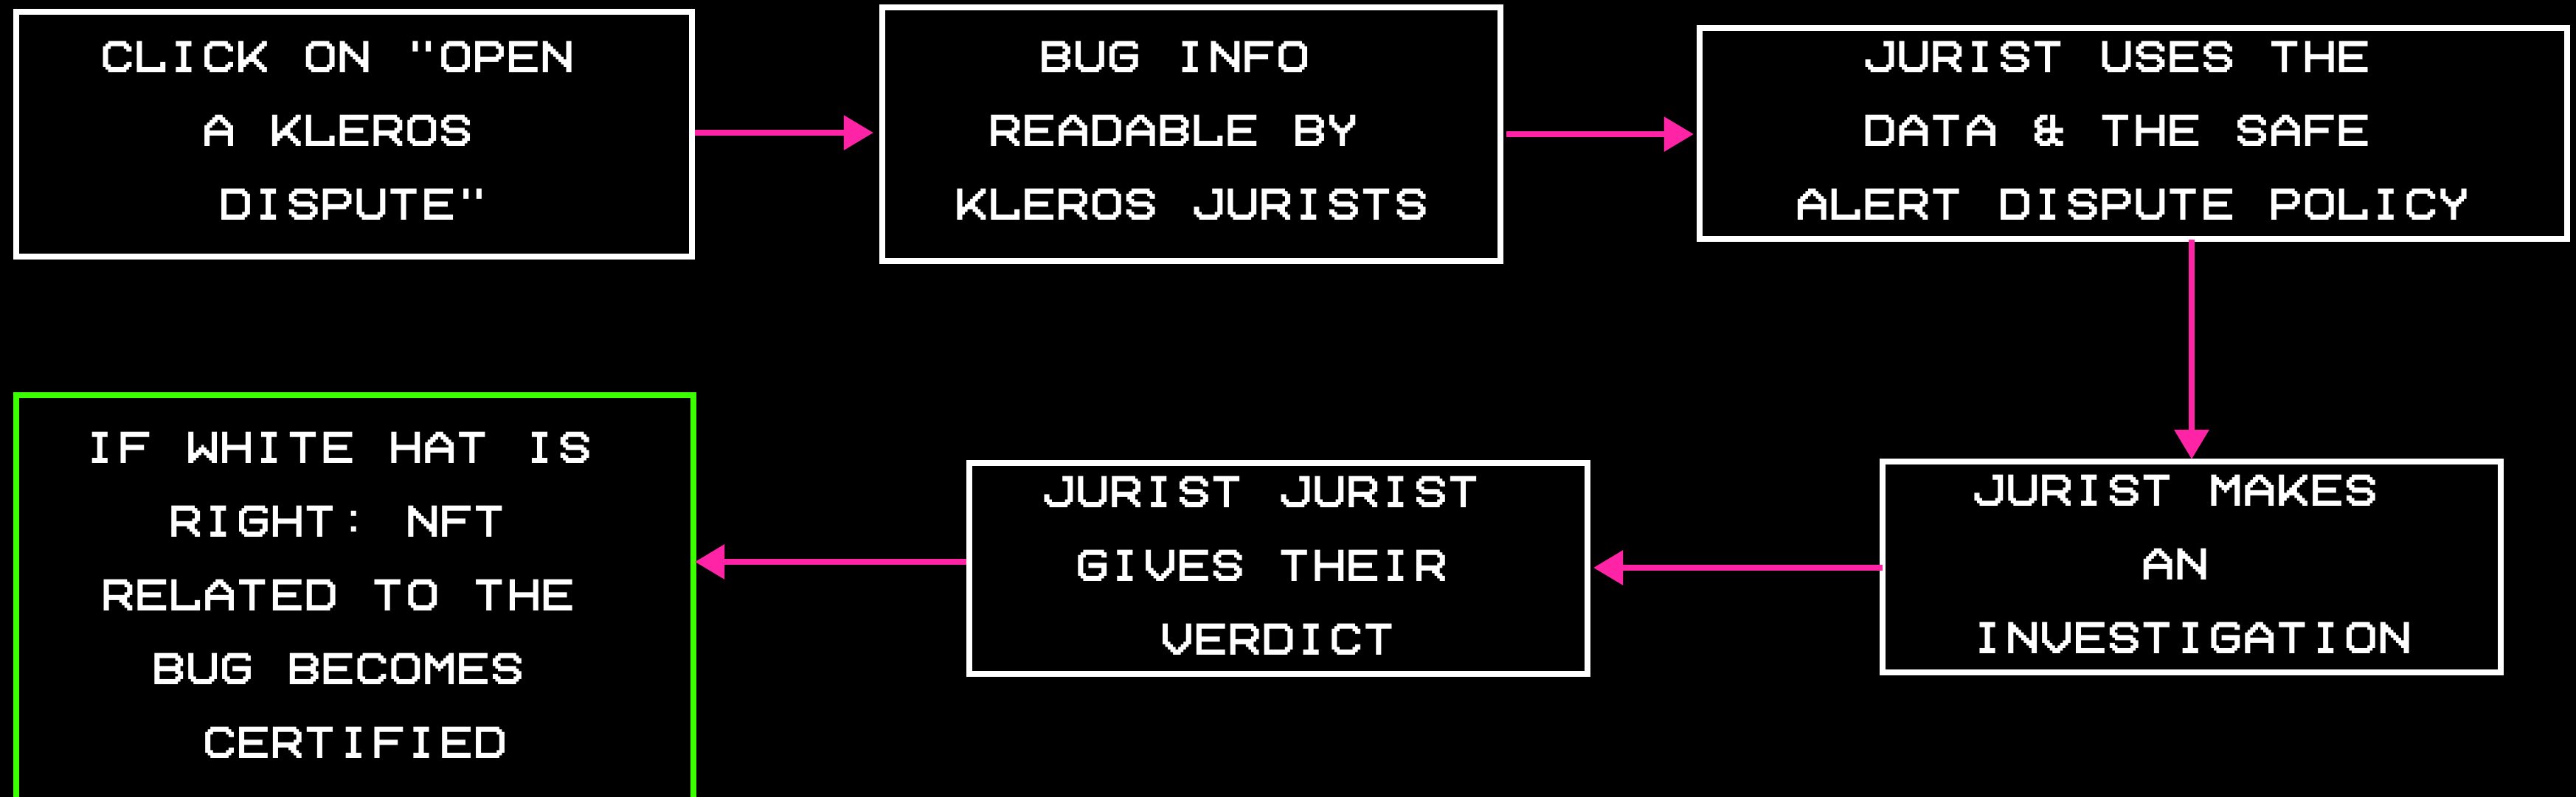 CLICK ON "OPEN
A KLEROS
DISPUTE"
BUG INFO
READABLE BY
KLEROS JURISTS
JURIST USES THE
DATA & THE SAFE
ALERT DISPUTE POLICY
JURIST MAKES
AN
INVESTIGATION
JURIST JURIST
GIVES THEIR
VERDICT
IF WHITE HAT IS
RIGHT: NFT
RELATED TO THE
BUG BECOMES
CERTIFIED